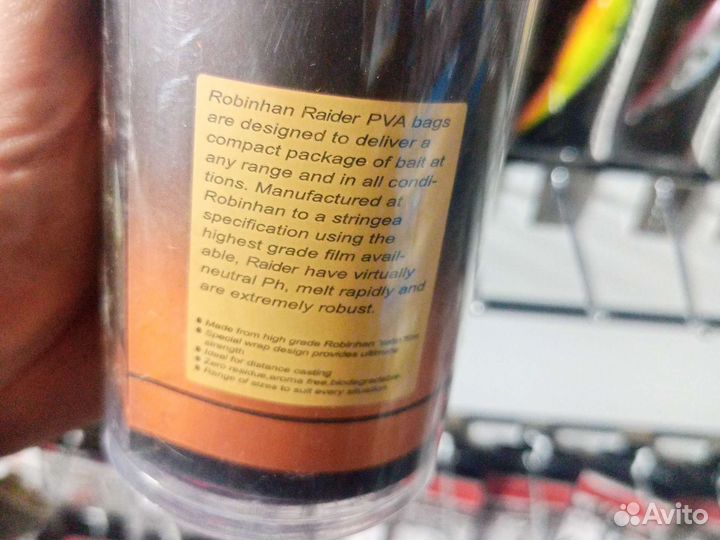 Robinhan Raider PVA bags
are designed to deliver a
compact package of bait at
any range and in all condi-
tions. Manufactured at
Robinhan to a stringea
specification using the
highest grade film avail-
able, Raider have virtually
neutral Ph, melt rapidly and
are extremely robust.
• Made from high grade Robinhan
• Special wrap design provides ultimate
strength
• Ideal for distance casting
• Zero residue,aroma free,biodegradable
• Range of sizes to suit every situation
Avito